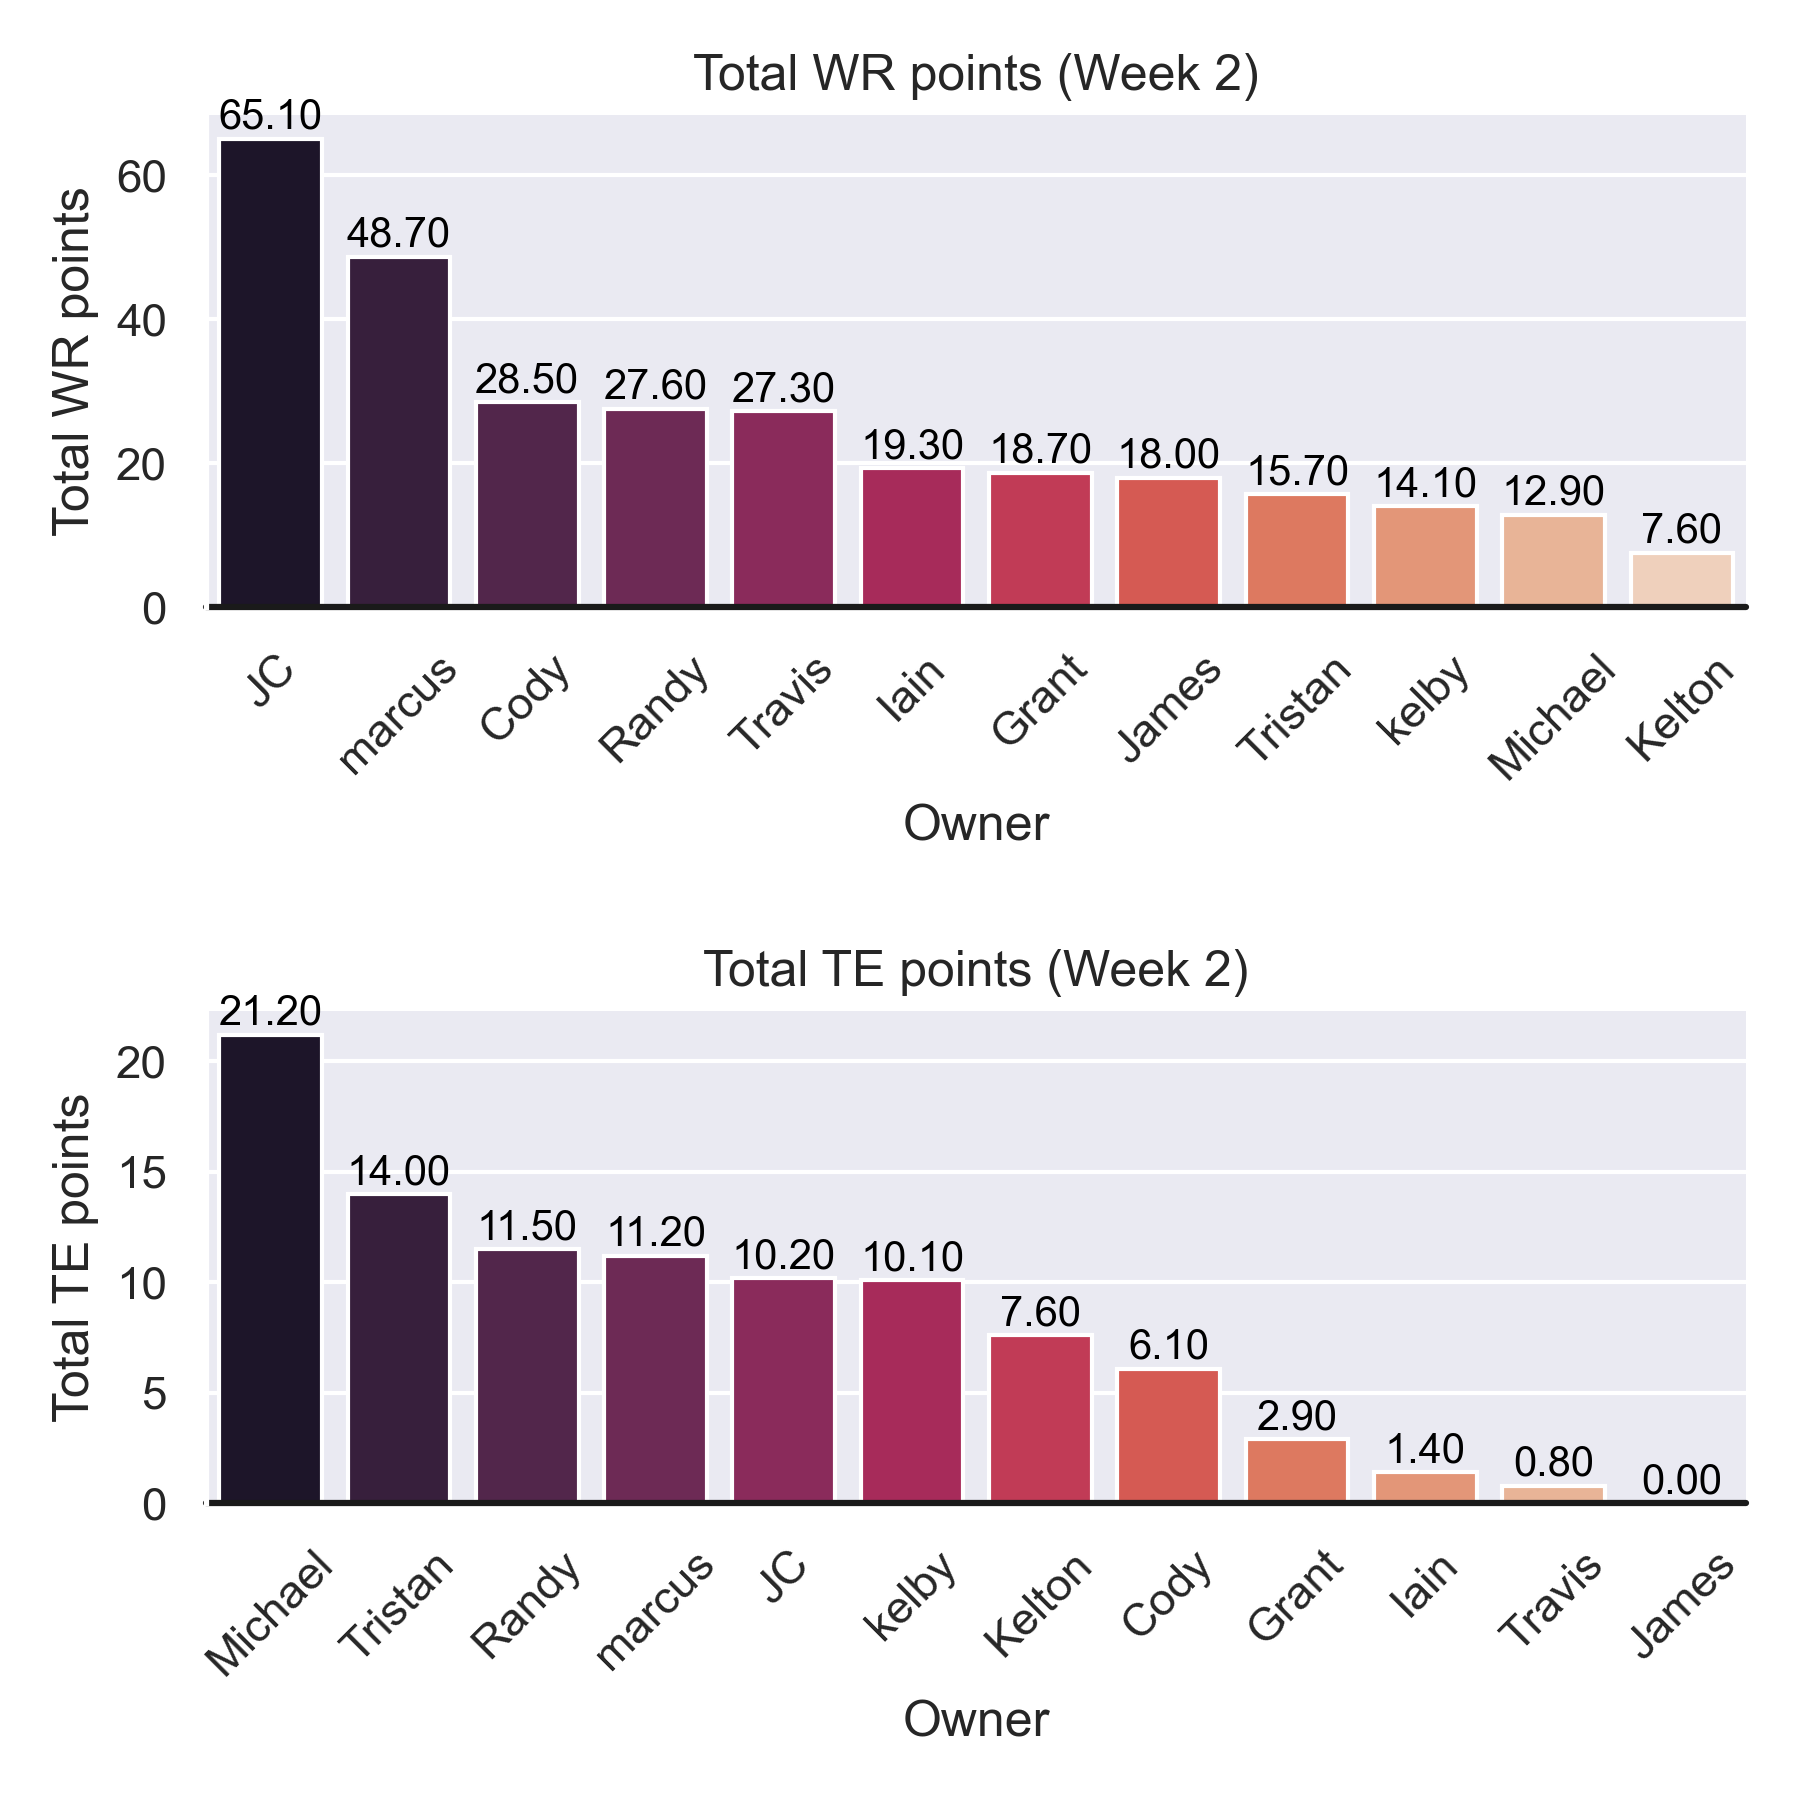 Total WR points (Week 2)
Total WR points
60
40
20
0
65.10
48.70
28.50
27.60
27.30
19.30
18.70
18.00
15.70
14.10
12.90
7.60
JC
marcus
Cody
Randy
Travis
Iain
Grant
James
Tristan
kelby
Michael
Kelton
Owner
Total TE points (Week 2)
Total TE points
20
15
10
5
0
21.20
14.00
11.50
11.20
10.20
10.10
7.60
6.10
2.90
1.40
0.80
0.00
Michael
Tristan
Randy
marcus
JC
kelby
Kelton
Cody
Grant
Iain
Travis
James
Owner